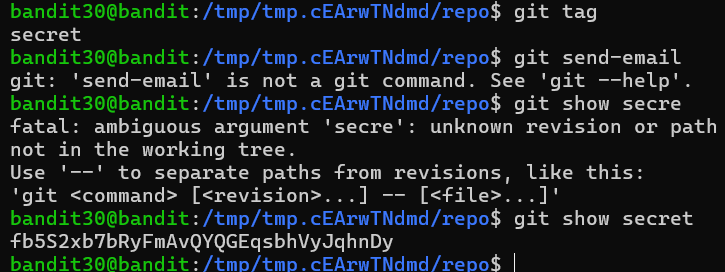 bandit30@bandit:/tmp/tmp.cEArwTNdmd/repo$ git tag
secret
bandit30@bandit:/tmp/tmp.cEArwTNdmd/repo$ git send-email
git: 'send-email' is not a git command. See 'git --help'.
bandit30@bandit:/tmp/tmp.cEArwTNdmd/repo$ git show secre
fatal: ambiguous argument 'secre': unknown revision or path
not in the working tree.
Use '--' to separate paths from revisions, like this:
'git <command> [<revision>...] -- [<file>...]'
bandit30@bandit:/tmp/tmp.cEArwTNdmd/repo$ git show secret
fb5S2xb7bRyFmAvQYQGEqsbhVyJqhnDy
bandit30@bandit:/tmp/tmp.cEArwTNdmd/repo$